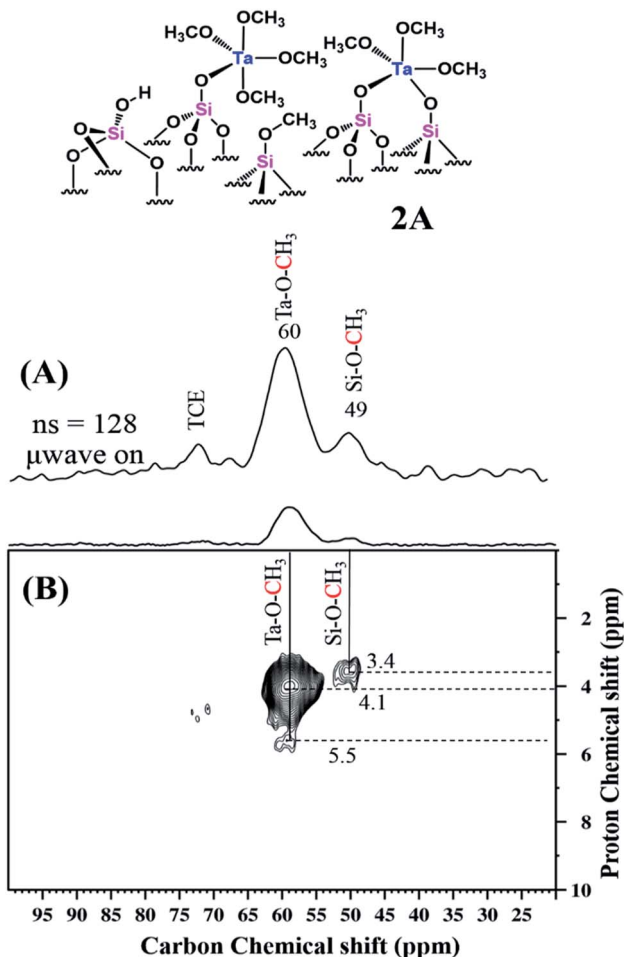 OCH₃
H₃CO
Ta
OCH₃
OCH₃
O
Si
O
O
O
O-H
Si
O
O
O
O
CH₃
O
Si
OCH₃
H₃CO
Ta
OCH₃
O
O
Si
Si
O
O
O
2A
(A)
ns = 128
μwave on
TCE
Ta-O-CH₃
60
Si-O-CH₃
49
(B)
Ta-O-CH₃
Si-O-CH₃
3.4
4.1
5.5
2
4
6
8
10
Proton Chemical shift (ppm)
95 85 75 65 55 45 35 25
90 80 70 60 50 40 30
Carbon Chemical shift (ppm)